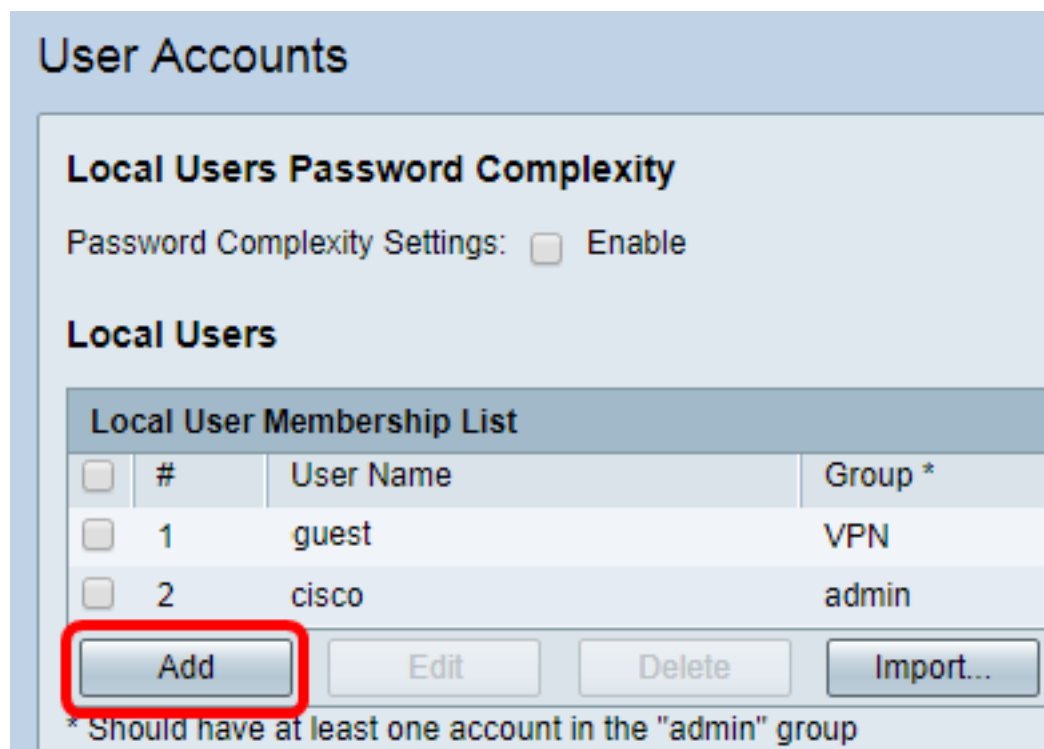 User Accounts
Local Users Password Complexity
Password Complexity Settings: Enable
Local Users
Local User Membership List
# User Name Group *
1 guest VPN
2 cisco admin
Add Edit Delete Import...
* Should have at least one account in the "admin" group